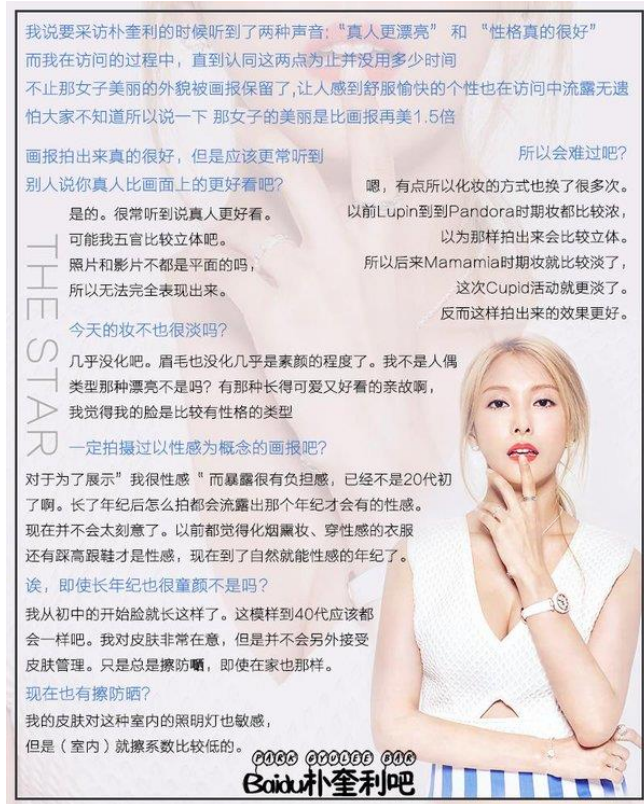 我说要采访朴奎利的时候听到了两种声音:“真人更漂亮” 和 “性格真的很好”
而我在访问的过程中，直到认同这两点为止并没用多少时间
不止那女子美丽的外貌被画报保留了,让人感到舒服愉快的个性也在访问中流露无遗
怕大家不知道所以说一下 那女子的美丽是比画报再美1.5倍
画报拍出来真的很好，但是应该更常听到
别人说你真人比画面上的更好看吧?
是的。很常听到说真人更好看。
可能我五官比较立体吧。
照片和影片不都是平面的吗，
所以无法完全表现出来。
所以会难过吧?
嗯，有点所以化妆的方式也换了很多次。
以前Lupin到到Pandora时期妆都比较浓，
以为那样拍出来会比较立体。
所以后来Mamamia时期妆就比较淡了，
这次Cupid活动就更淡了。
反而这样拍出来的效果更好。
THE STAR
今天的妆不也很淡吗?
几乎没化吧。眉毛也没化几乎是素颜的程度了。我不是人偶
类型那种漂亮不是吗? 有那种长得可爱又好看的亲故啊，
我觉得我的脸是比较有性格的类型
一定拍摄过以性感为概念的画报吧?
对于为了展示”我很性感“而暴露很有负担感，已经不是20代初
了啊。长了年纪后怎么拍都会流露出那个年纪才会有的性感。
现在并不会太刻意了。以前都觉得化烟熏妆、穿性感的衣服
还有踩高跟鞋才是性感，现在到了自然就能性感的年纪了。
诶，即使长年纪也很童颜不是吗?
我从初中的开始脸就长这样了。这模样到40代应该都
会一样吧。我对皮肤非常在意，但是并不会另外接受
皮肤管理。只是总是擦防晒，即使在家也那样。
现在也有擦防晒?
我的皮肤对这种室内的照明灯也敏感，
但是（室内）就擦系数比较低的。
PARK GYULEE BAR
Baidu朴奎利吧